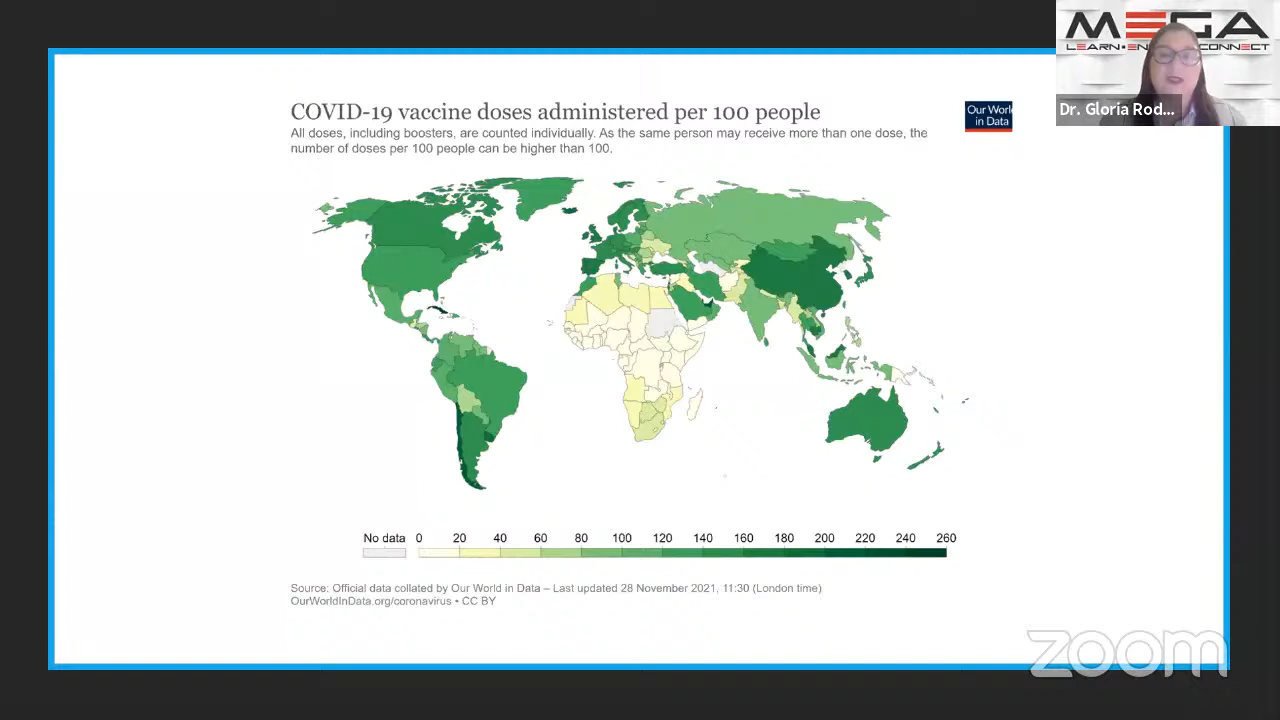 MEGA
LEARN•EN CONNECT
Dr. Gloria Rod...
COVID-19 vaccine doses administered per 100 people
Our World
in Data
All doses, including boosters, are counted individually. As the same person may receive more than one dose, the
number of doses per 100 people can be higher than 100.
No data 0 20 40 60 80 100 120 140 160 180 200 220 240 260
Source: Official data collated by Our World in Data – Last updated 28 November 2021, 11:30 (London time)
OurWorldInData.org/coronavirus • CC BY
zoom